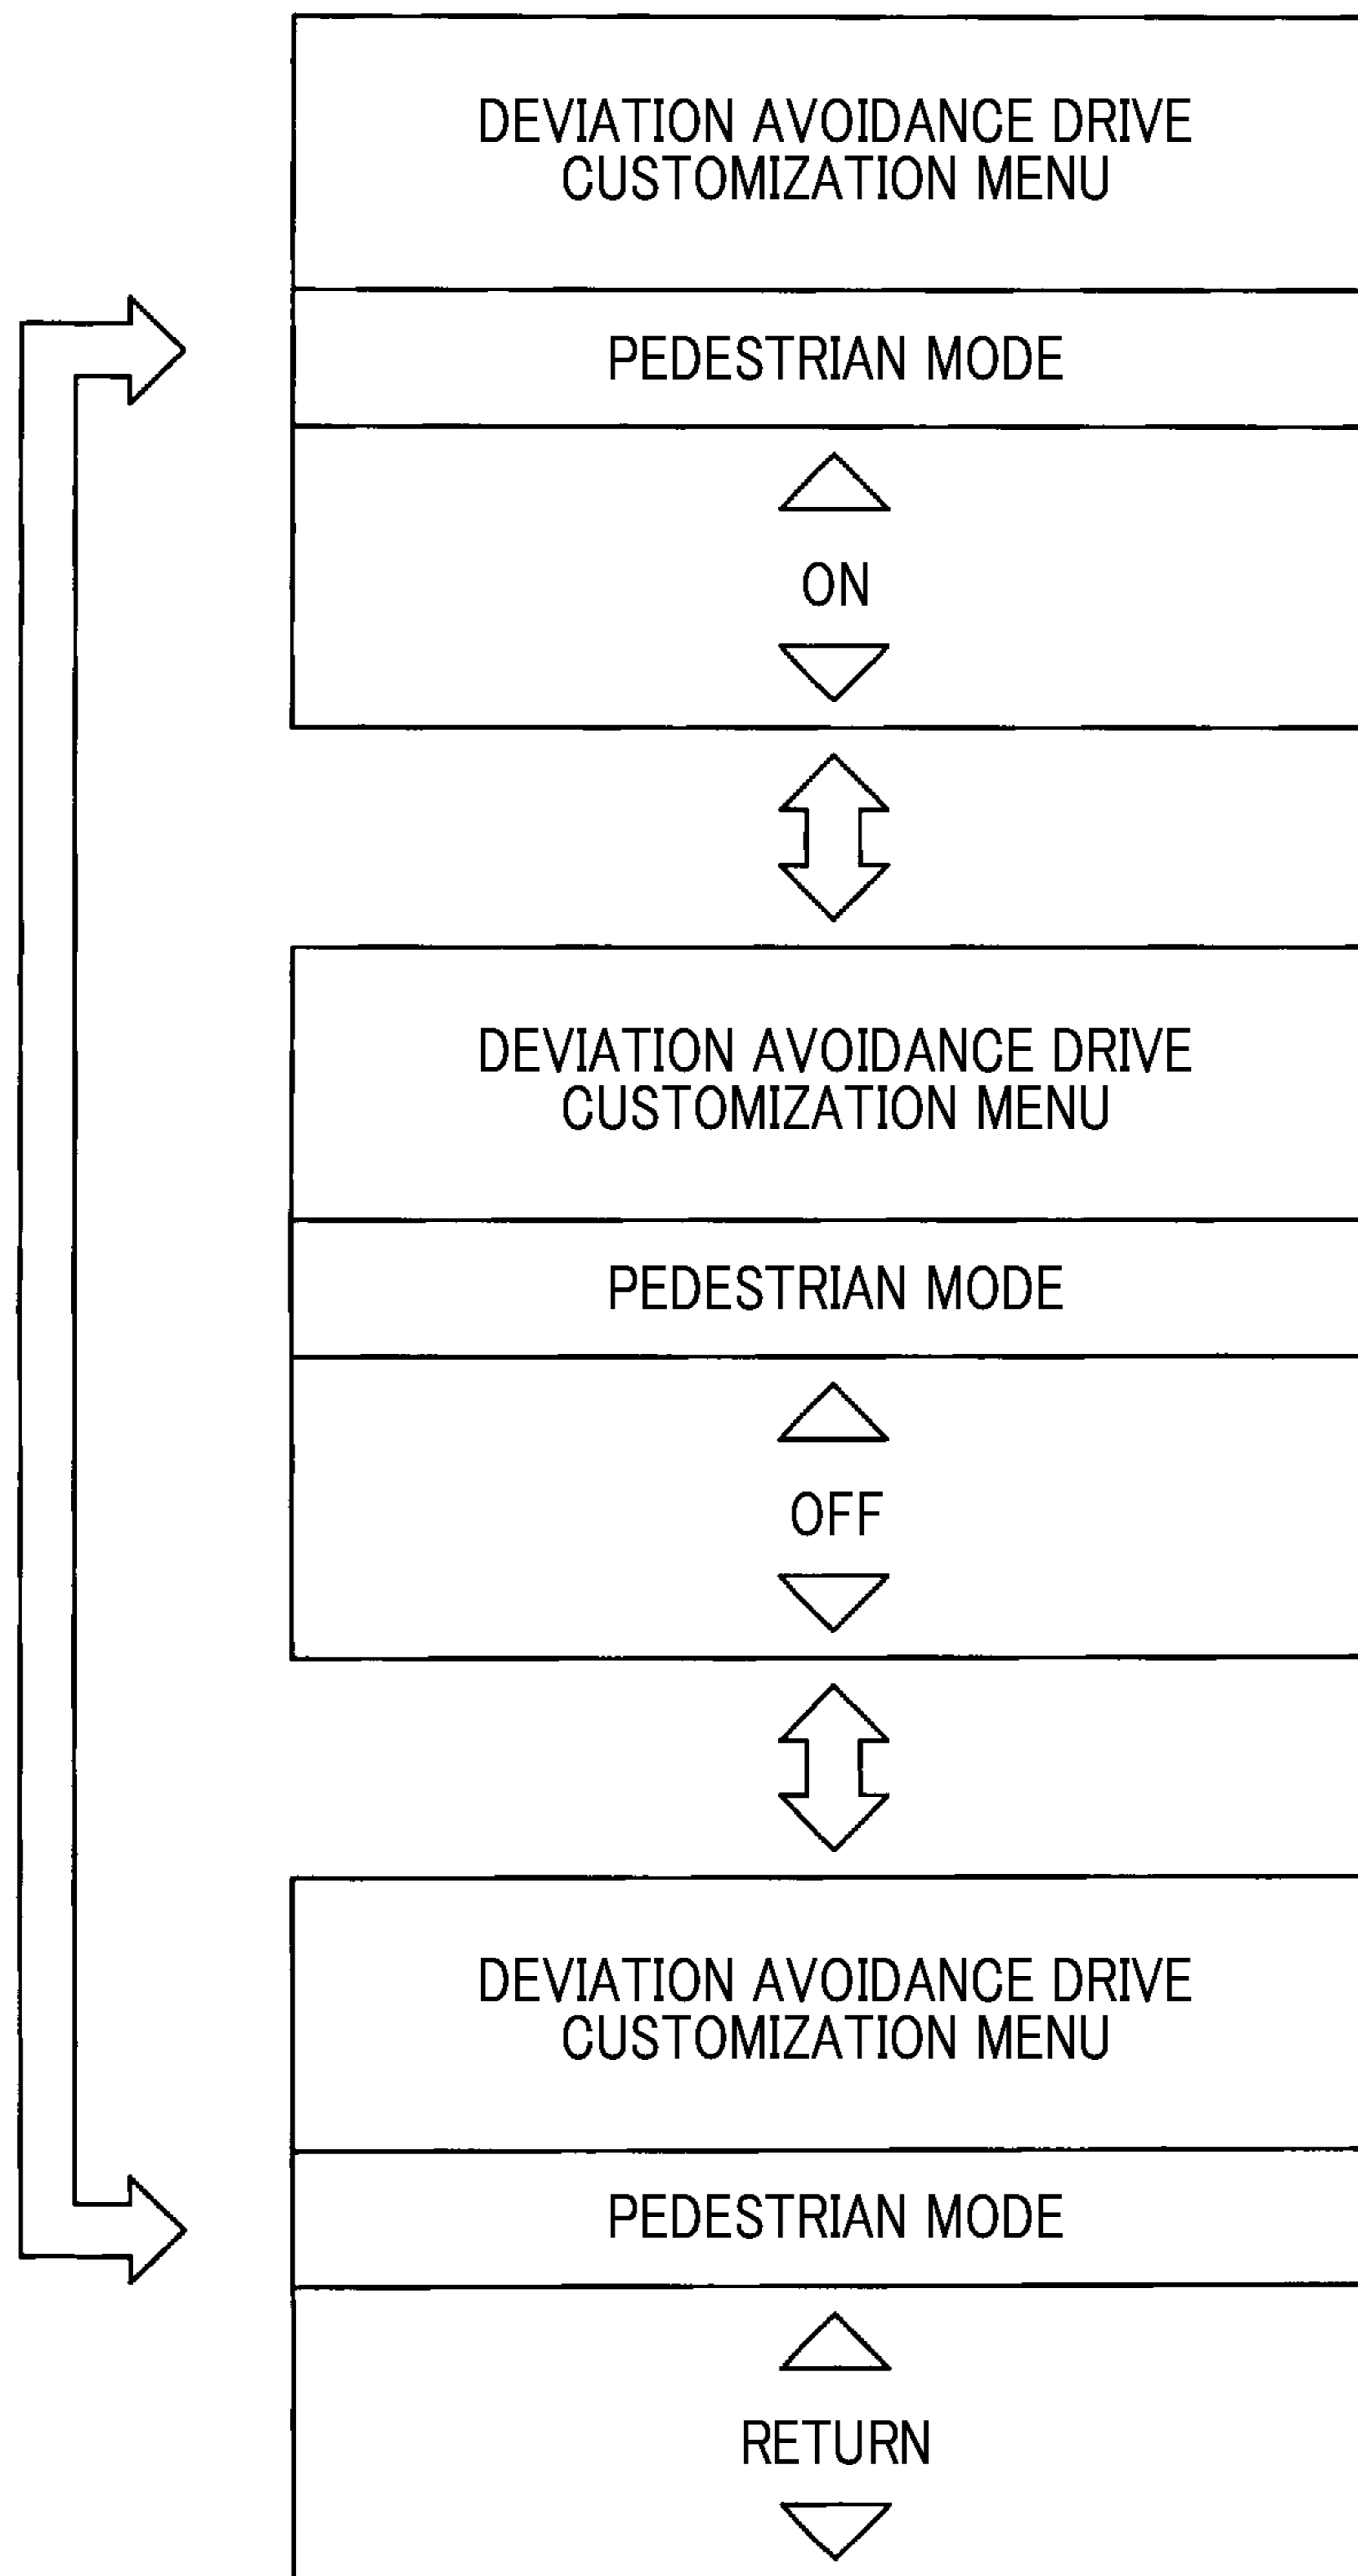 DEVIATION AVOIDANCE DRIVE
CUSTOMIZATION MENU
PEDESTRIAN MODE
ON
DEVIATION AVOIDANCE DRIVE
CUSTOMIZATION MENU
PEDESTRIAN MODE
OFF
DEVIATION AVOIDANCE DRIVE
CUSTOMIZATION MENU
PEDESTRIAN MODE
RETURN